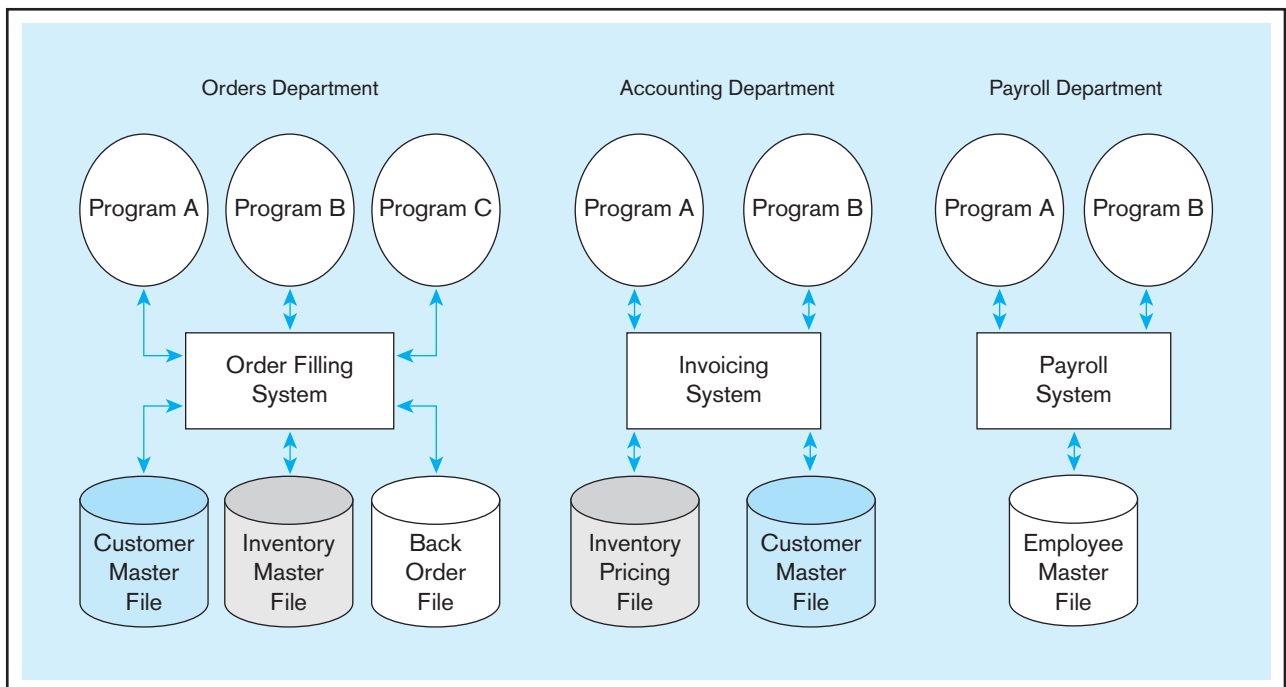 Orders Department
Accounting Department
Payroll Department
Program A
Program B
Program C
Program A
Program B
Program A
Program B
Order Filling
System
Invoicing
System
Payroll
System
Customer
Master
File
Inventory
Master
File
Back
Order
File
Inventory
Pricing
File
Customer
Master
File
Employee
Master
File